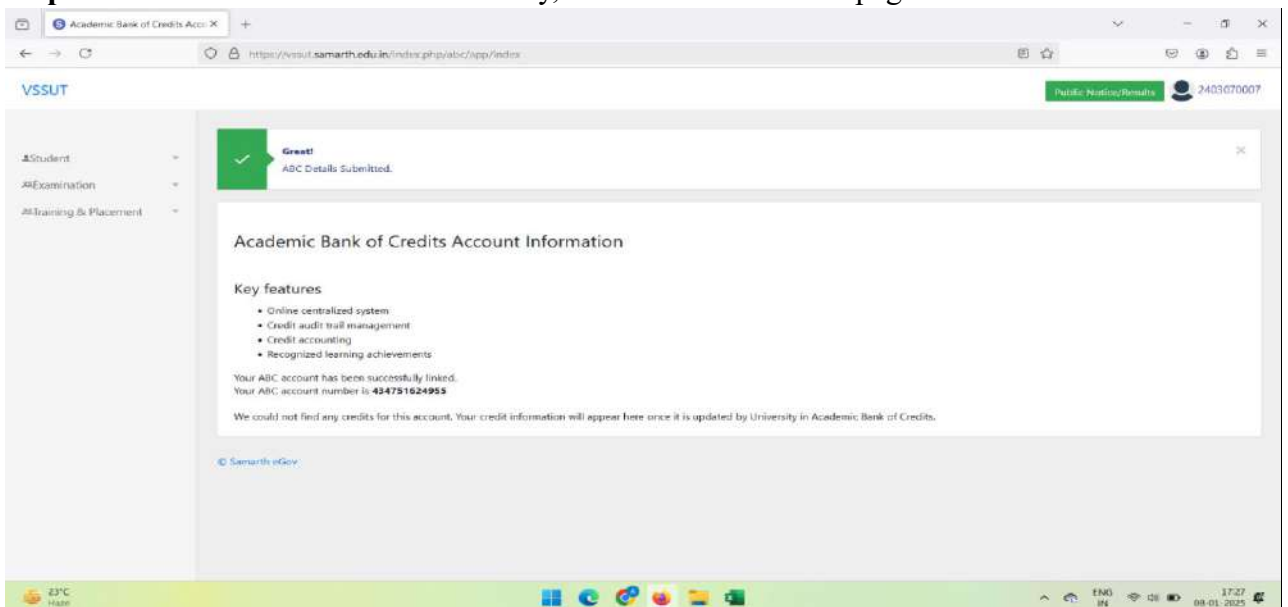 Academic Bank of Credits Acco
https://vssut.samarth.edu.in/index.php/abc/app/index
VSSUT
Public Notice/Results
2403070007
Student
Examination
Training & Placement
Great!
ABC Details Submitted.
Academic Bank of Credits Account Information
Key features
• Online centralized system
• Credit audit trail management
• Credit accounting
• Recognized learning achievements
Your ABC account has been successfully linked.
Your ABC account number is 434751624955
We could not find any credits for this account. Your credit information will appear here once it is updated by University in Academic Bank of Credits.
© Samarth eGov
23°C
Haze
ENG
IN
17:27
08-01-2025